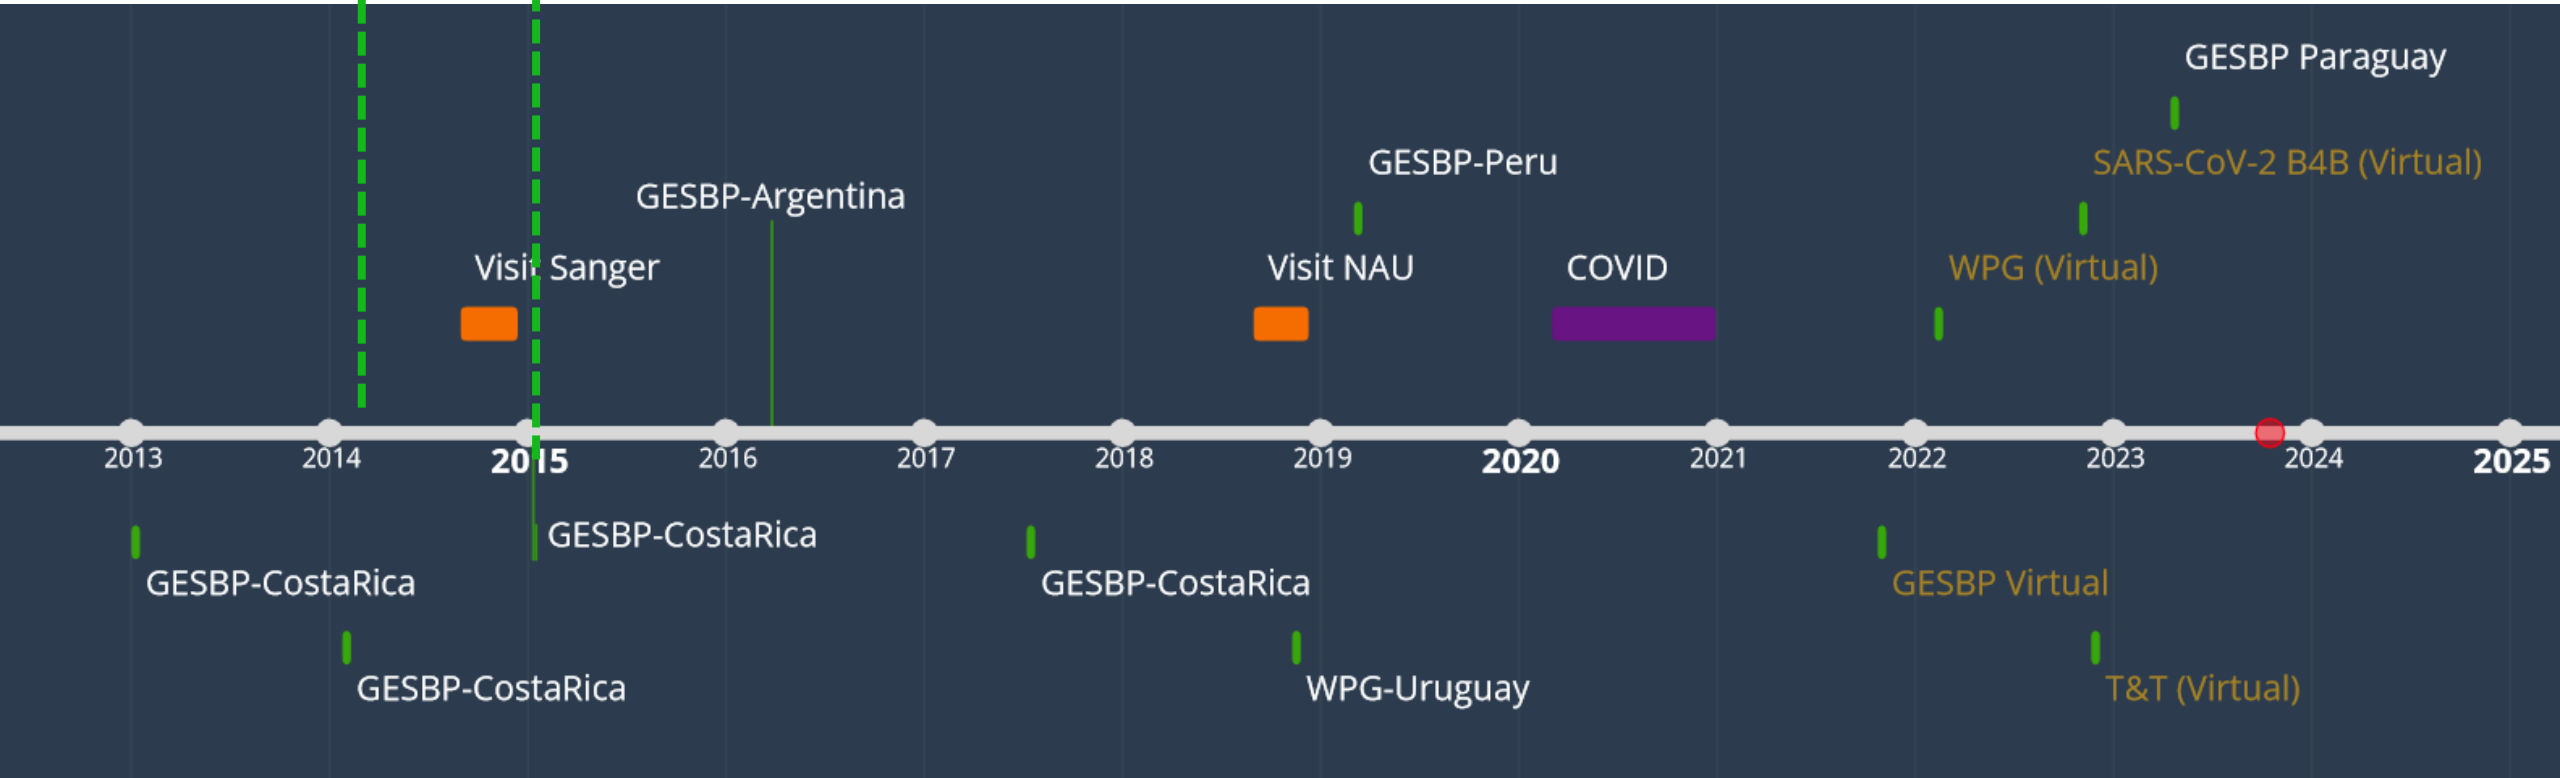 GESBP Paraguay
GESBP-Peru
SARS-CoV-2 B4B (Virtual)
GESBP-Argentina
Visit Sanger
Visit NAU
COVID
WPG (Virtual)
2013
2014
2015
2016
2017
2018
2019
2020
2021
2022
2023
2024
2025
GESBP-CostaRica
GESBP-CostaRica
GESBP-CostaRica
GESBP Virtual
GESBP-CostaRica
WPG-Uruguay
T&T (Virtual)